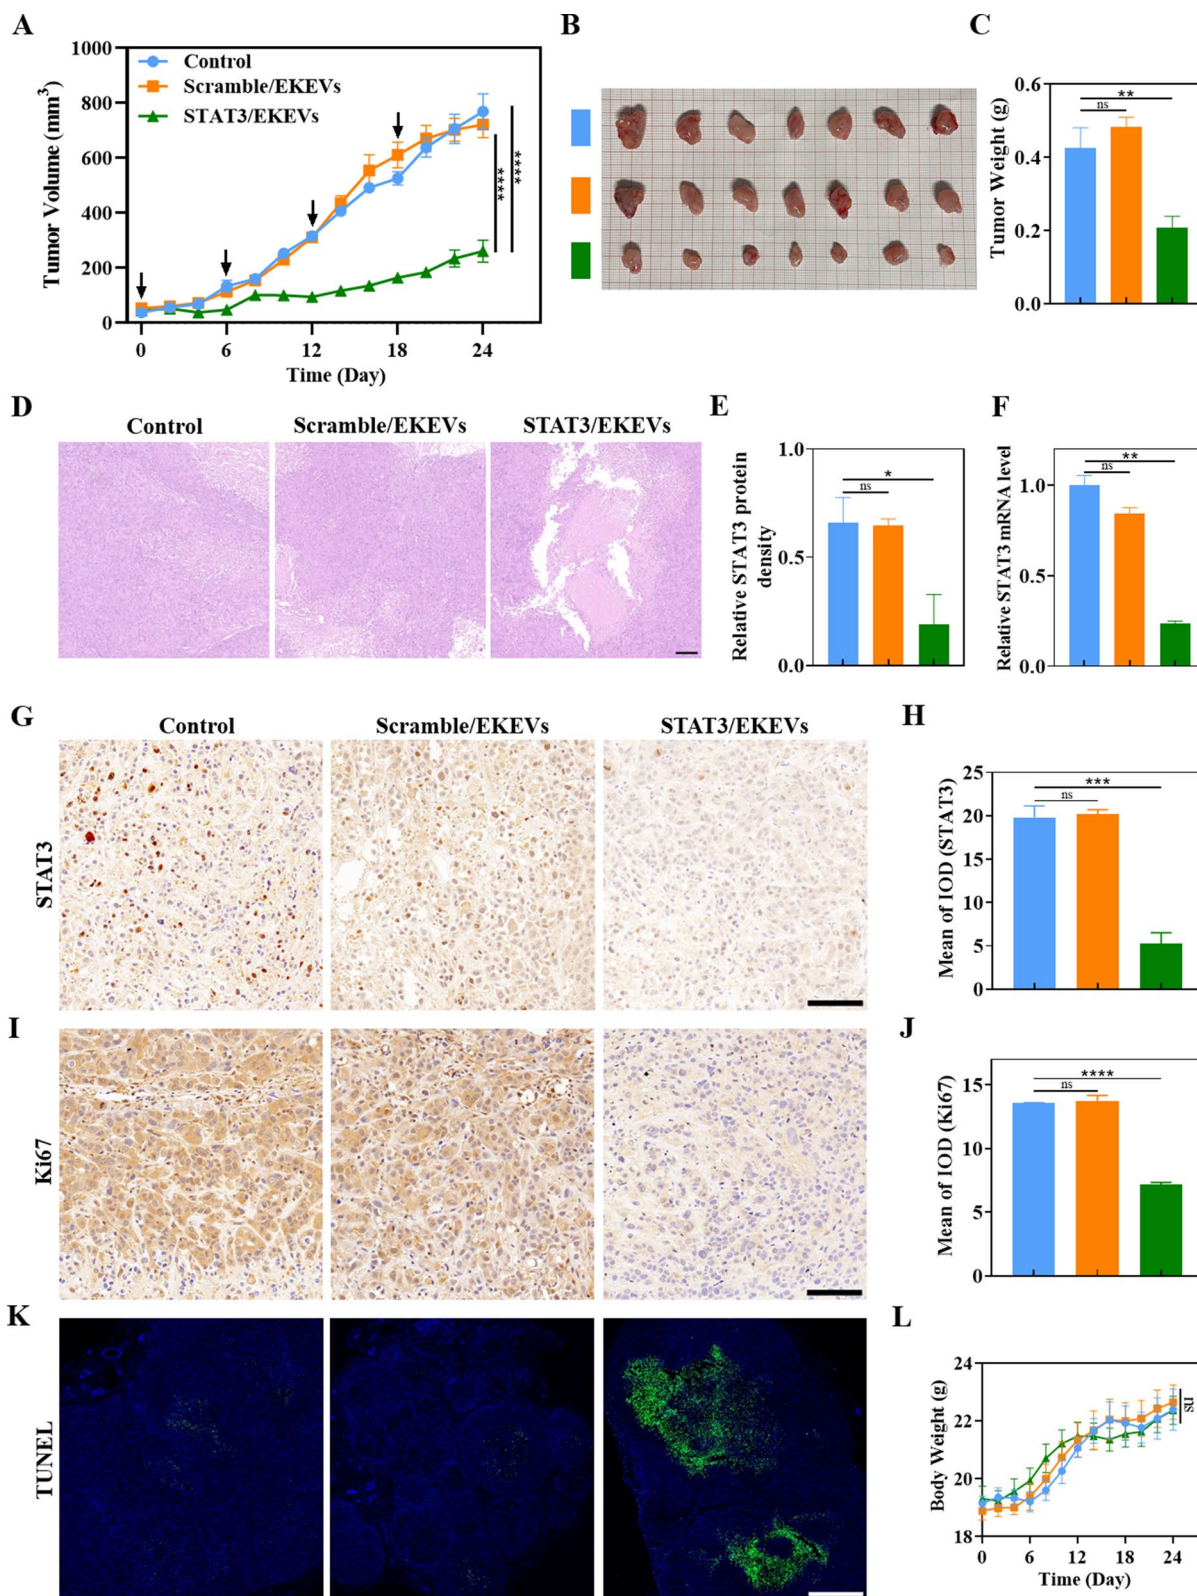 A
1000
800
600
400
200
0
Tumor Volume (mm³)
Control
Scramble/EKEVs
STAT3/EKEVs
****
****
0 6 12 18 24
Time (Day)
B
C
0.6
0.4
0.2
0.0
Tumor Weight (g)
**
ns
D
Control Scramble/EKEVs STAT3/EKEVs
E
1.0
0.5
0.0
Relative STAT3 protein
density
*
ns
F
1.0
0.5
0.0
Relative STAT3 mRNA level
**
ns
G
Control Scramble/EKEVs STAT3/EKEVs
STAT3
H
25
20
15
10
5
0
Mean of IOD (STAT3)
***
ns
I
Ki67
J
15
10
5
0
Mean of IOD (Ki67)
****
ns
K
TUNEL
L
24
22
20
18
Body Weight (g)
ns
0 6 12 18 24
Time (Day)